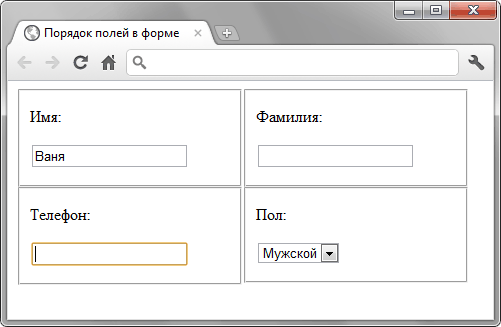 Порядок полей в форме
Имя:
Фамилия:
Ваня
Телефон:
Пол:
Мужской